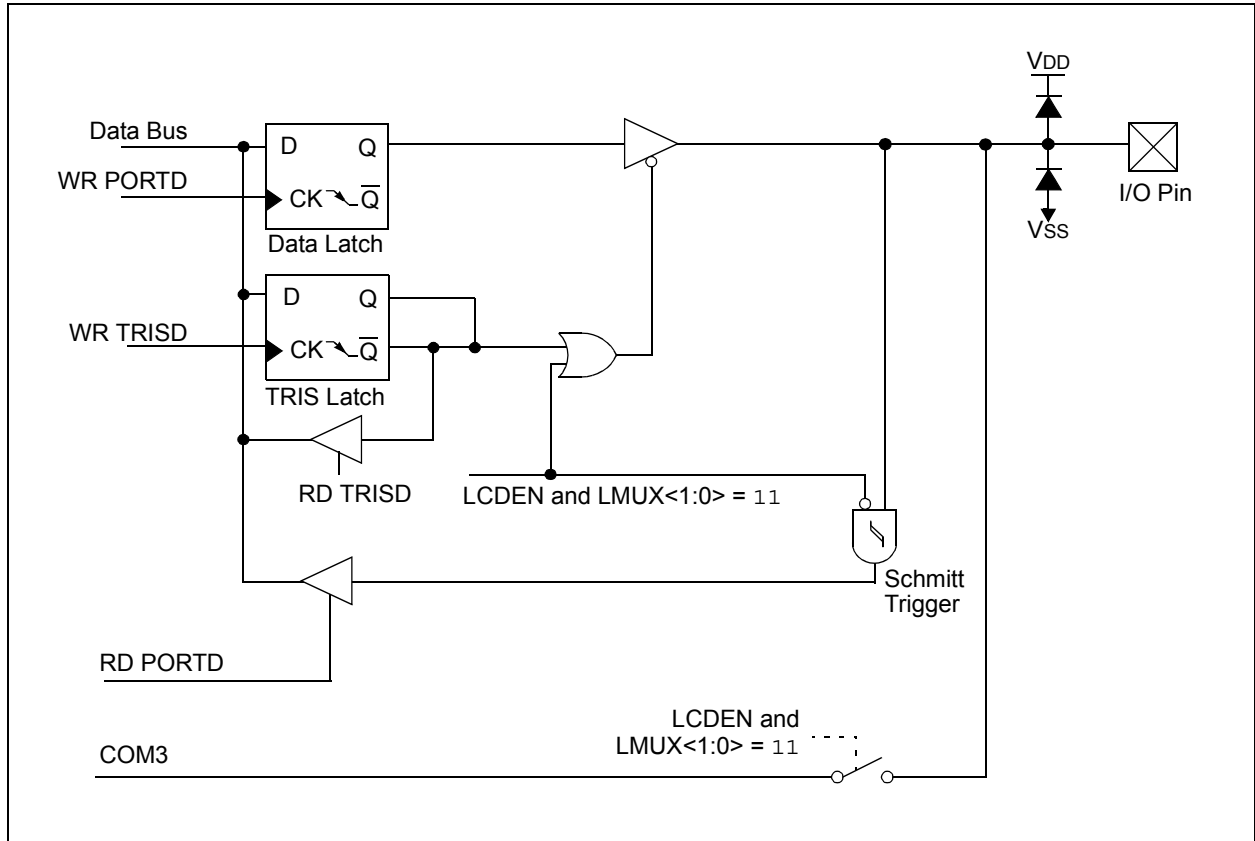 VDD
Data Bus
D Q
WR PORTD
CK Q̅
I/O Pin
Data Latch
VSS
D Q
WR TRISD
CK Q̅
TRIS Latch
RD TRISD
LCDEN and LMUX<1:0> = 11
Schmitt
Trigger
RD PORTD
LCDEN and
LMUX<1:0> = 11
COM3